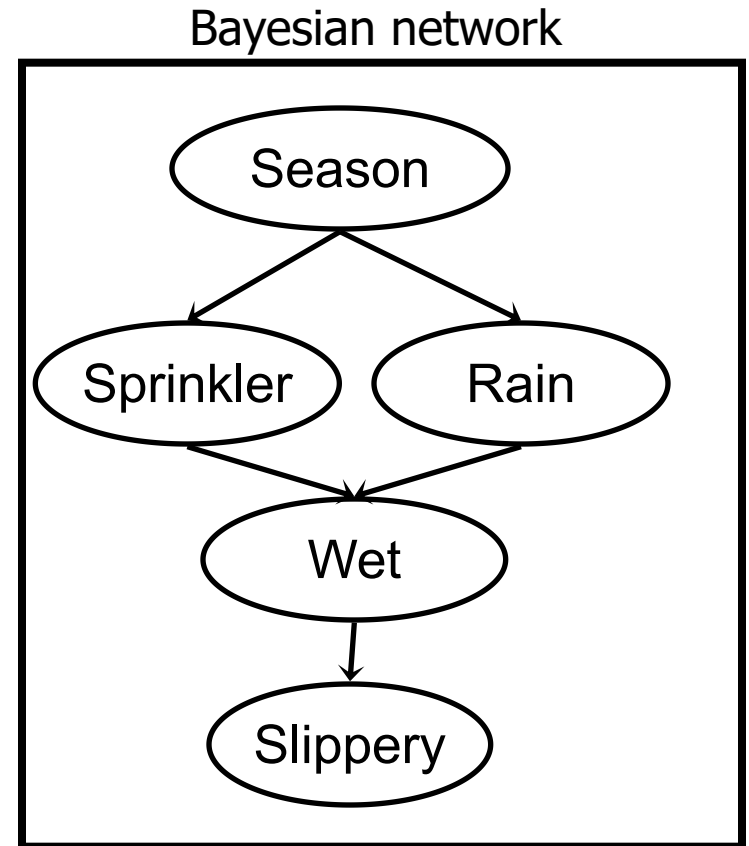 Bayesian network
Season
Sprinkler Rain
Wet
Slippery